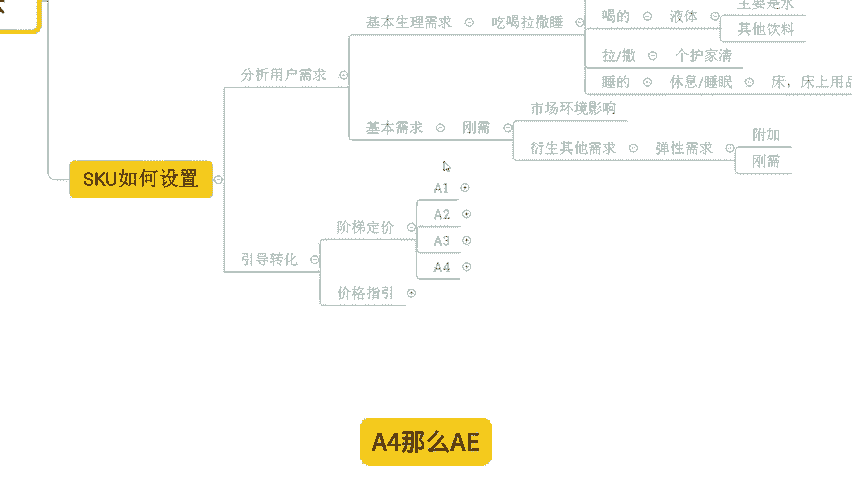 主要是水
喝的 液体
其他饮料
基本生理需求 吃喝拉撒睡
拉/撒 个护家清
分析用户需求
睡的 休息/睡眠 床，床上用品
市场环境影响
基本需求 刚需
附加
衍生其他需求 弹性需求
刚需
SKU如何设置
A1
A2
阶梯定价
A3
引导转化
A4
价格指引
A4那么AE